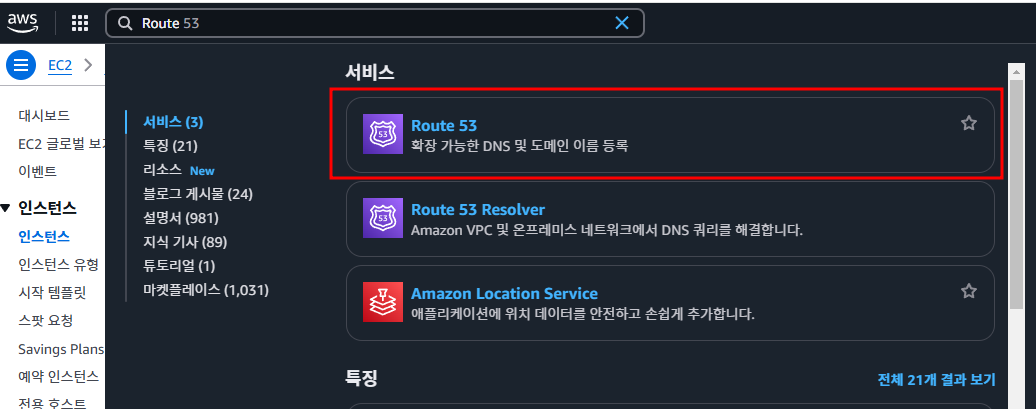 aws
Route 53
EC2
대시보드
EC2 글로벌 보기
이벤트
인스턴스
인스턴스
인스턴스 유형
시작 템플릿
스팟 요청
Savings Plans
예약 인스턴스
전용 호스트
서비스 (3)
특징 (21)
리소스 New
블로그 게시물 (24)
설명서 (981)
지식 기사 (89)
튜토리얼 (1)
마켓플레이스 (1,031)
서비스
53
Route 53
확장 가능한 DNS 및 도메인 이름 등록
53
Route 53 Resolver
Amazon VPC 및 온프레미스 네트워크에서 DNS 쿼리를 해결합니다.
Amazon Location Service
애플리케이션에 위치 데이터를 안전하고 손쉽게 추가합니다.
특징
전체 21개 결과 보기